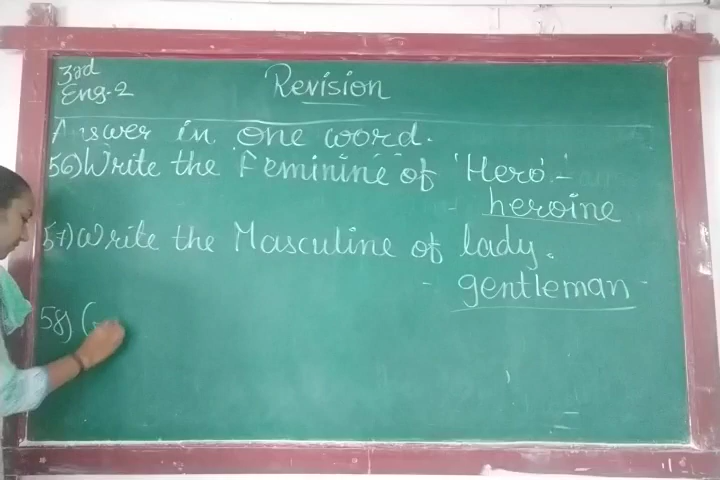 3rd
Eng-2
Revision
Answer in one word.
56) Write the 'Feminine' of 'Hero'. -
- heroine
57) Write the Masculine of lady.
- gentleman
58) (